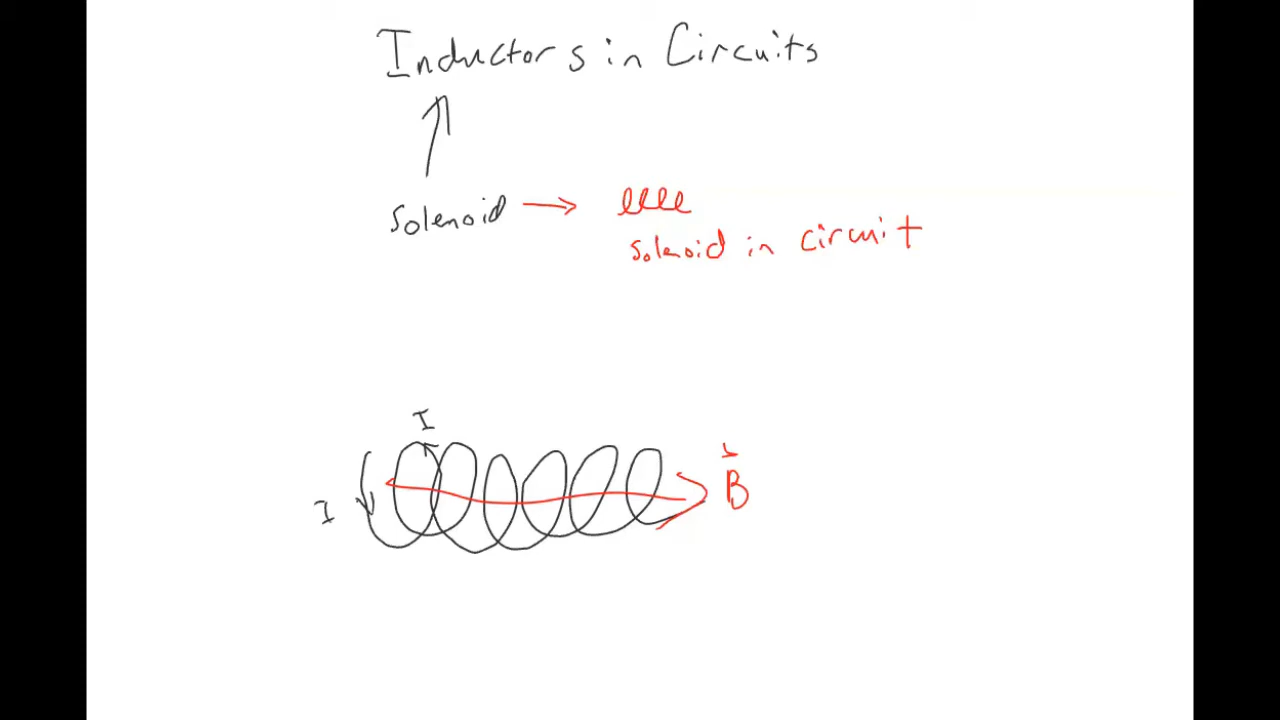 Inductors in Circuits
Solenoid
solenoid in circuit
I
I
B